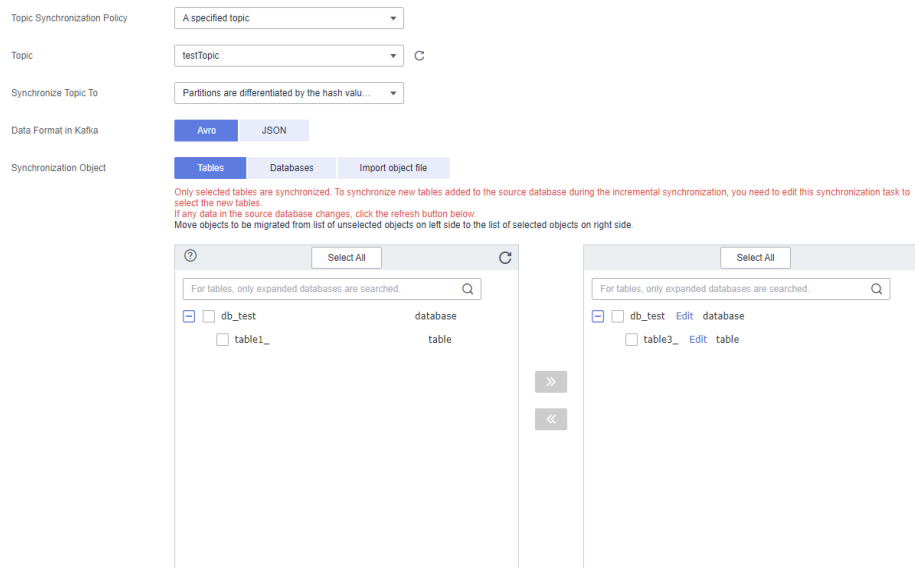 Topic Synchronization Policy A specified topic
Topic testTopic
Synchronize Topic To Partitions are differentiated by the hash valu...
Data Format in Kafka Avro JSON
Synchronization Object Tables Databases Import object file
Only selected tables are synchronized. To synchronize new tables added to the source database during the incremental synchronization, you need to edit this synchronization task to
select the new tables.
If any data in the source database changes, click the refresh button below.
Move objects to be migrated from list of unselected objects on left side to the list of selected objects on right side.
Select All
For tables, only expanded databases are searched.
db_test database
table1_ table
Select All
For tables, only expanded databases are searched.
db_test Edit database
table3_ Edit table